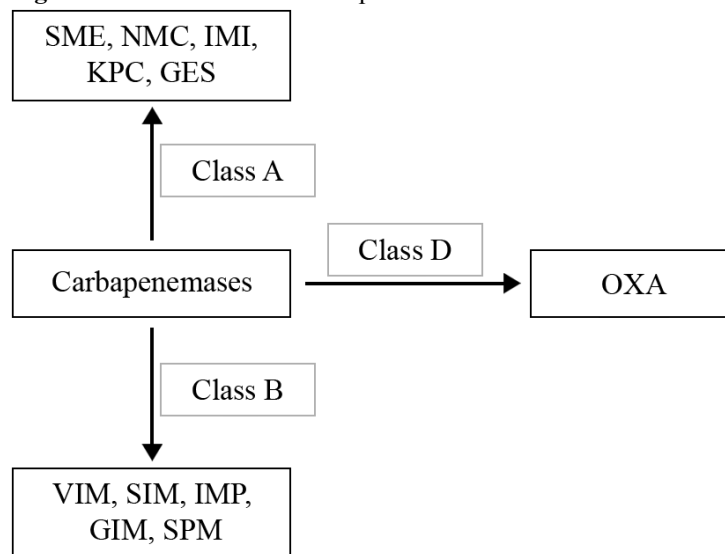 SME, NMC, IMI,
KPC, GES
Class A
Class D
Carbapenemases
OXA
Class B
VIM, SIM, IMP,
GIM, SPM